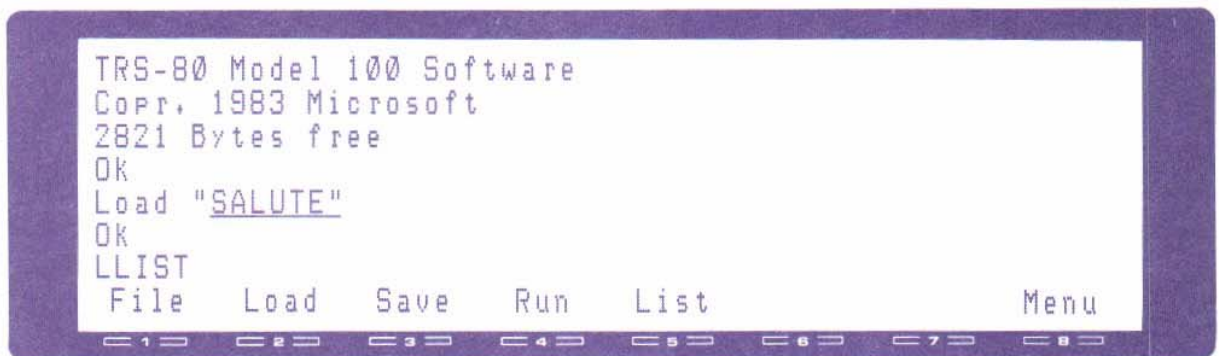 TRS-80 Model 100 Software
Copr. 1983 Microsoft
2821 Bytes free
Ok
Load "SALUTE"
Ok
LLIST
File Load Save Run List Menu
1 2 3 4 5 6 7 8